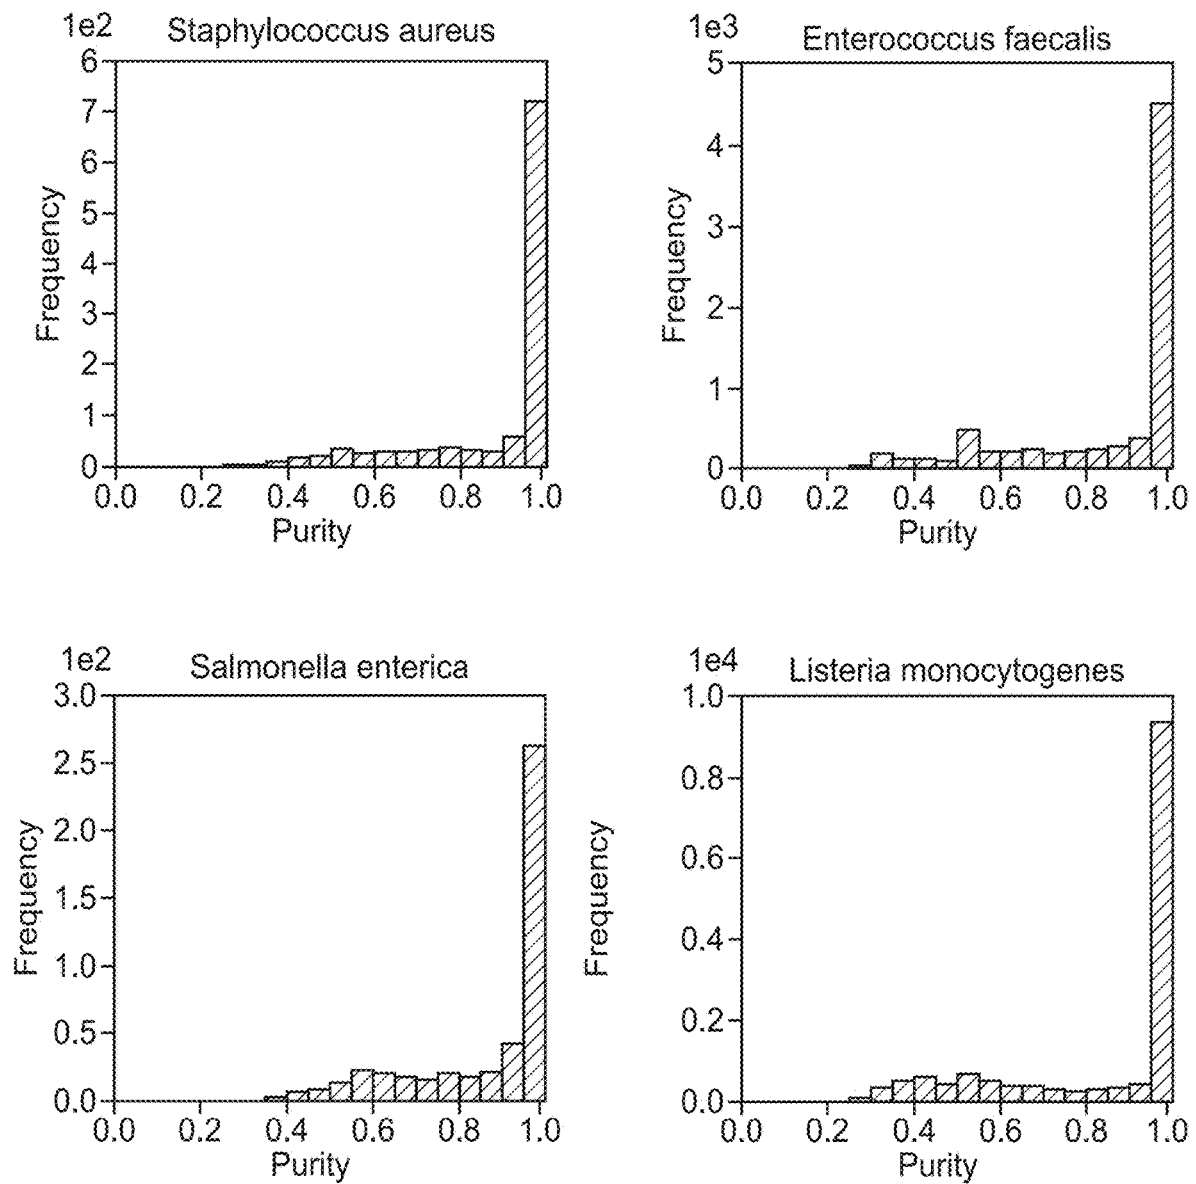 1e2
Staphylococcus aureus
6
7
6
5
4
3
2
1
0
Frequency
0.0 0.2 0.4 0.6 0.8 1.0
Purity
1e3
Enterococcus faecalis
5
4
3
2
1
0
Frequency
0.0 0.2 0.4 0.6 0.8 1.0
Purity
1e2
Salmonella enterica
3.0
2.5
2.0
1.5
1.0
0.5
0.0
Frequency
0.0 0.2 0.4 0.6 0.8 1.0
Purity
1e4
Listeria monocytogenes
1.0
0.8
0.6
0.4
0.2
0.0
Frequency
0.0 0.2 0.4 0.6 0.8 1.0
Purity